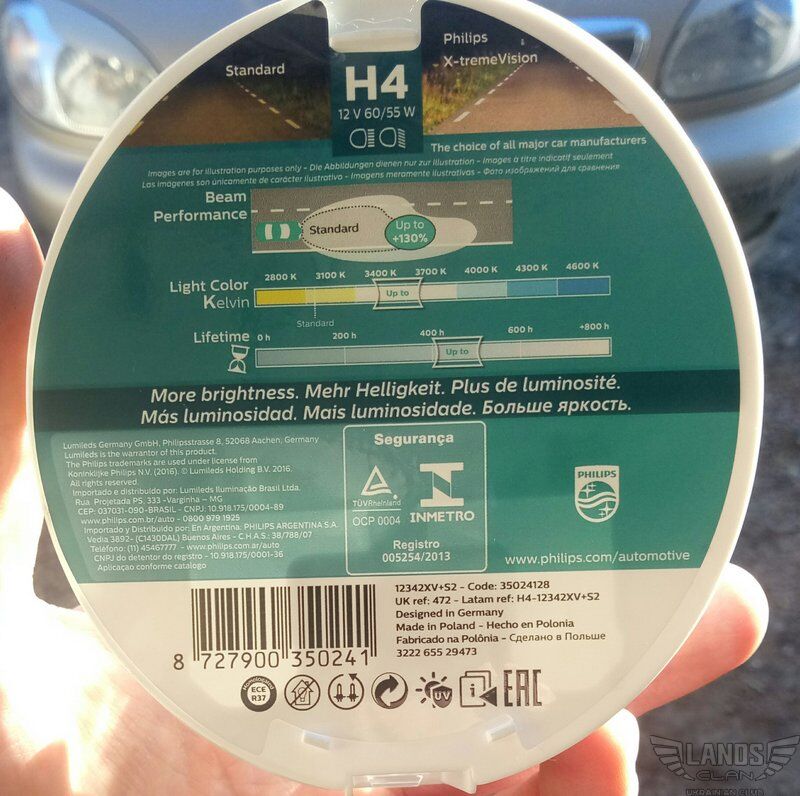 Standard
H4
12 V 60/55 W
Philips
X-tremeVision
The choice of all major car manufacturers
Images are for illustration purposes only - Die Abbildungen dienen nur zur Illustration - Images à titre indicatif seulement
Las imágenes son únicamente de carácter ilustrativo - Imagens meramente ilustrativas - Фото изображений для сравнения
Beam
Performance
Standard
Up to
+130%
Light Color
Kelvin
2800 K 3100 K 3400 K 3700 K 4000 K 4300 K 4600 K
Up to
Standard
Lifetime
0 h 200 h 400 h 600 h +800 h
Up to
More brightness. Mehr Helligkeit. Plus de luminosité.
Más luminosidad. Mais luminosidade. Больше яркость.
Lumileds Germany GmbH, Philipsstrasse 8, 52068 Aachen, Germany
Lumileds is the warrantor of this product.
The Philips trademarks are used under license from
Koninklijke Philips N.V. (2016). © Lumileds Holding B.V. 2016.
All rights reserved.
Importado e distribuido por: Lumileds Iluminação Brasil Ltda.
Rua Projetada P5, 333 - Varginha – MG
CEP: 037031-090-BRASIL - CNPJ: 10.918.175/0004-89
www.philips.com.br/auto - 0800 979 1925
Importado y Distribuido por: En Argentina: PHILIPS ARGENTINA S.A.
Vedia 3892- (C1430DAL) Buenos Aires - C.H.A.S.: 38/788/07
Teléfono: (11) 45467777 - www.philips.com.ar/auto
CNPJ do detentor do registro - 10.918.175/0001-36
Aplicaçao conforme catalogo
Segurança
TÜVRheinland
OCP 0004
INMETRO
Registro
005254/2013
PHILIPS
www.philips.com/automotive
12342XV+S2 - Code: 35024128
UK ref: 472 - Latam ref: H4-12342XV+S2
Designed in Germany
Made in Poland - Hecho en Polonia
Fabricado na Polônia - Сделано в Польше
3222 655 29473
8 727900 350241
Homologated
ECE
R37
UV
i
EAC
LANOS
CLAN
UKRAINIAN CLUB